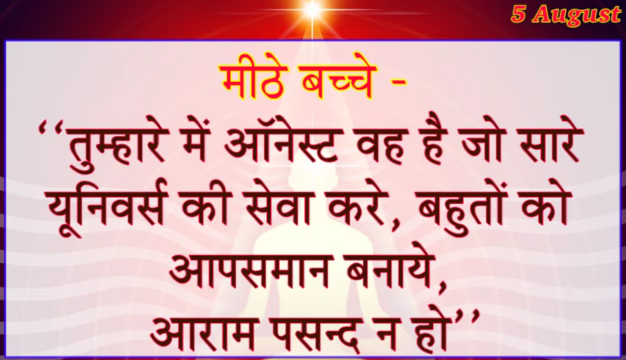 5 August
मीठे बच्चे -
‘‘तुम्हारे में ऑनेस्ट वह है जो सारे
यूनिवर्स की सेवा करे, बहुतों को
आपसमान बनाये,
आराम पसन्द न हो’’